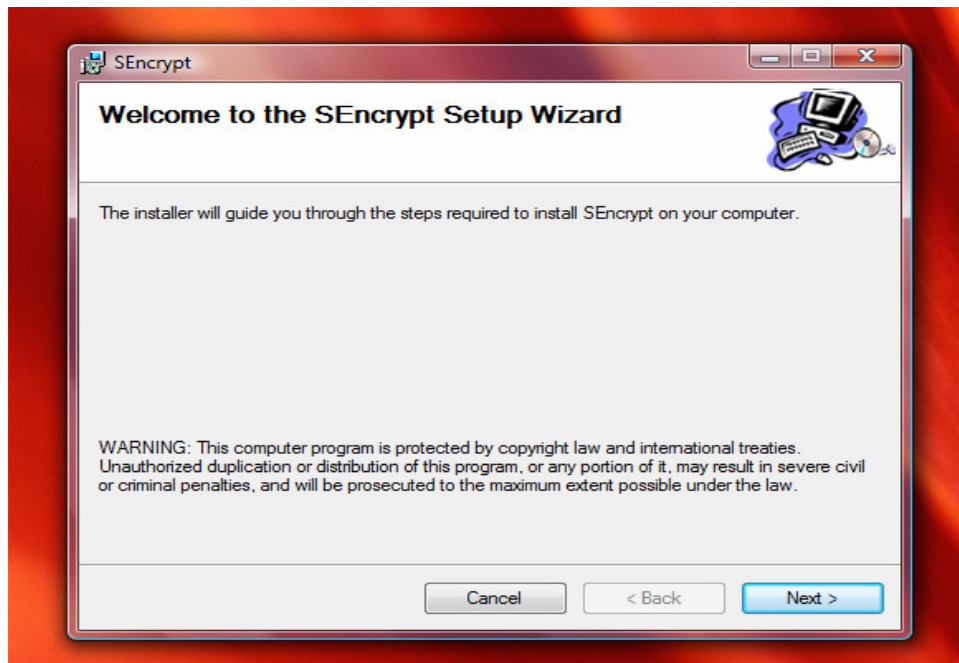 SEncrypt
Welcome to the SEncrypt Setup Wizard
The installer will guide you through the steps required to install SEncrypt on your computer.
WARNING: This computer program is protected by copyright law and international treaties.
Unauthorized duplication or distribution of this program, or any portion of it, may result in severe civil
or criminal penalties, and will be prosecuted to the maximum extent possible under the law.
Cancel < Back Next >